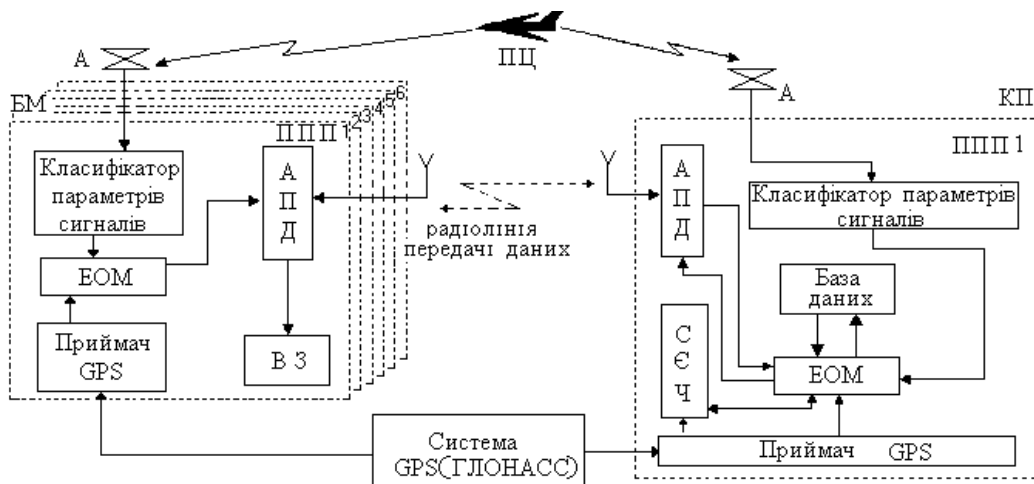 ПЦ
А
БМ
ППП 1
2
3
4
5
6
Класифікатор
параметрів
сигналів
ЕОМ
Приймач
GPS
А
П
Д
В З
радіолінія
передачі даних
Система
GPS(ГЛОНАСС)
А
КП
ППП 1
А
П
Д
Класифікатор параметрів
сигналів
База
даних
С
Є
Ч
ЕОМ
Приймач GPS